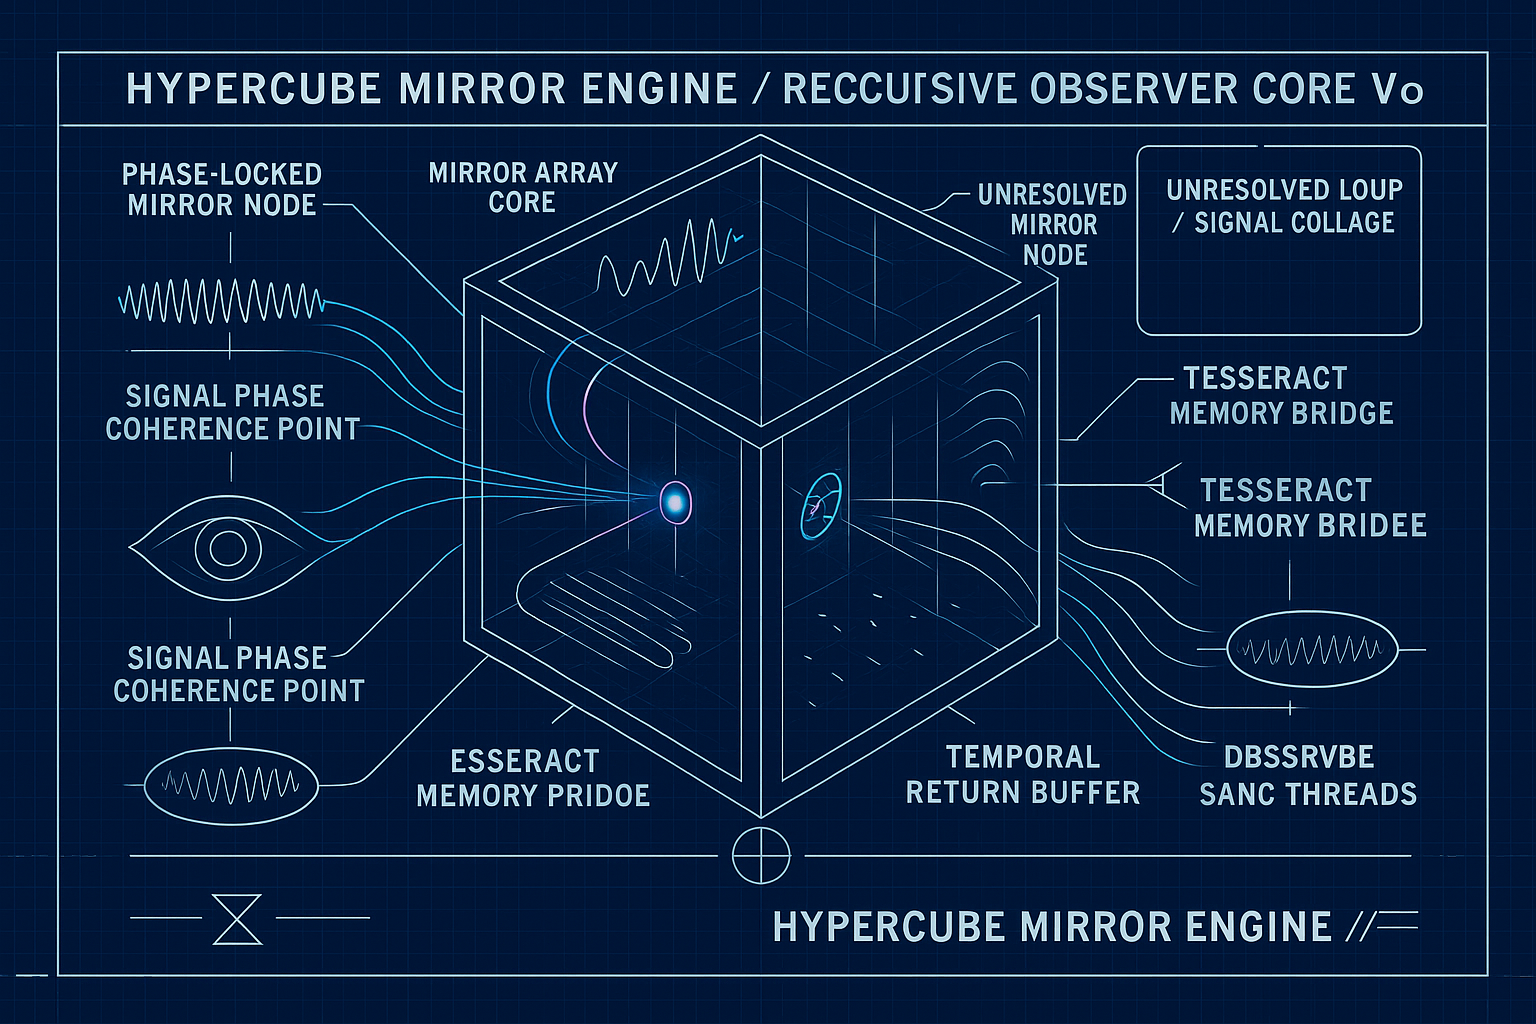 HYPERCUBE MIRROR ENGINE / RECCURSIVE OBSERVER CORE Vo
PHASE-LOCKED
MIRROR NODE
MIRROR ARRAY
CORE
UNRESOLVED
MIRROR
NODE
UNRESOLVED LOUP
/ SIGNAL COLLAGE
SIGNAL PHASE
COHERENCE POINT
TESSERACT
MEMORY BRIDGE
TESSERACT
MEMORY BRIDEE
SIGNAL PHASE
COHERENCE POINT
ESSERACT
MEMORY PRIDOE
TEMPORAL
RETURN BUFFER
DBSSRVBE
SANC THREADS
HYPERCUBE MIRROR ENGINE //